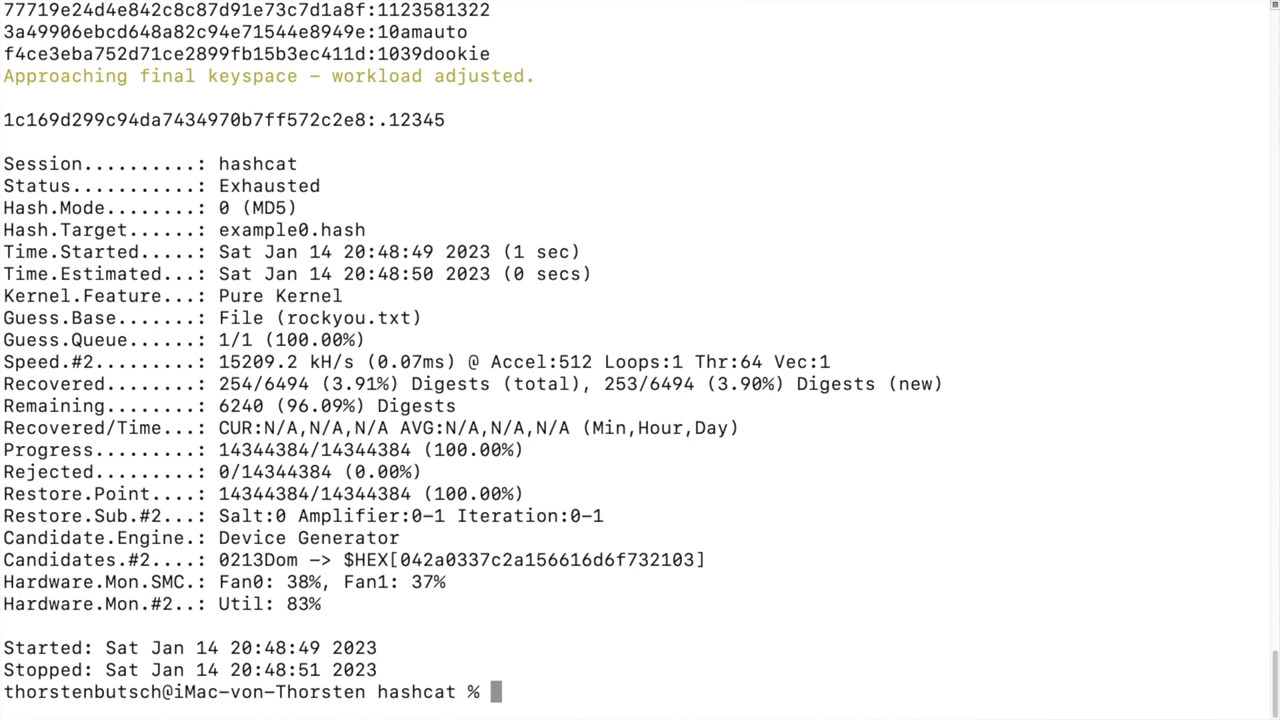 77719e24d4e842c8c87d91e73c7d1a8f:1123581322
3a49906ebcd648a82c94e71544e8949e:10amauto
f4ce3eba752d71ce2899fb15b3ec411d:1039dookie
Approaching final keyspace - workload adjusted.
1c169d299c94da7434970b7ff572c2e8:.12345
Session..........: hashcat
Status...........: Exhausted
Hash.Mode........: 0 (MD5)
Hash.Target......: example0.hash
Time.Started.....: Sat Jan 14 20:48:49 2023 (1 sec)
Time.Estimated...: Sat Jan 14 20:48:50 2023 (0 secs)
Kernel.Feature...: Pure Kernel
Guess.Base.......: File (rockyou.txt)
Guess.Queue......: 1/1 (100.00%)
Speed.#2.........: 15209.2 kH/s (0.07ms) @ Accel:512 Loops:1 Thr:64 Vec:1
Recovered........: 254/6494 (3.91%) Digests (total), 253/6494 (3.90%) Digests (new)
Remaining........: 6240 (96.09%) Digests
Recovered/Time...: CUR:N/A,N/A,N/A AVG:N/A,N/A,N/A (Min,Hour,Day)
Progress.........: 14344384/14344384 (100.00%)
Rejected.........: 0/14344384 (0.00%)
Restore.Point....: 14344384/14344384 (100.00%)
Restore.Sub.#2...: Salt:0 Amplifier:0-1 Iteration:0-1
Candidate.Engine.: Device Generator
Candidates.#2....: 0213Dom -> $HEX[042a0337c2a156616d6f732103]
Hardware.Mon.SMC.: Fan0: 38%, Fan1: 37%
Hardware.Mon.#2..: Util: 83%
Started: Sat Jan 14 20:48:49 2023
Stopped: Sat Jan 14 20:48:51 2023
thorstenbutsch@iMac-von-Thorsten hashcat %